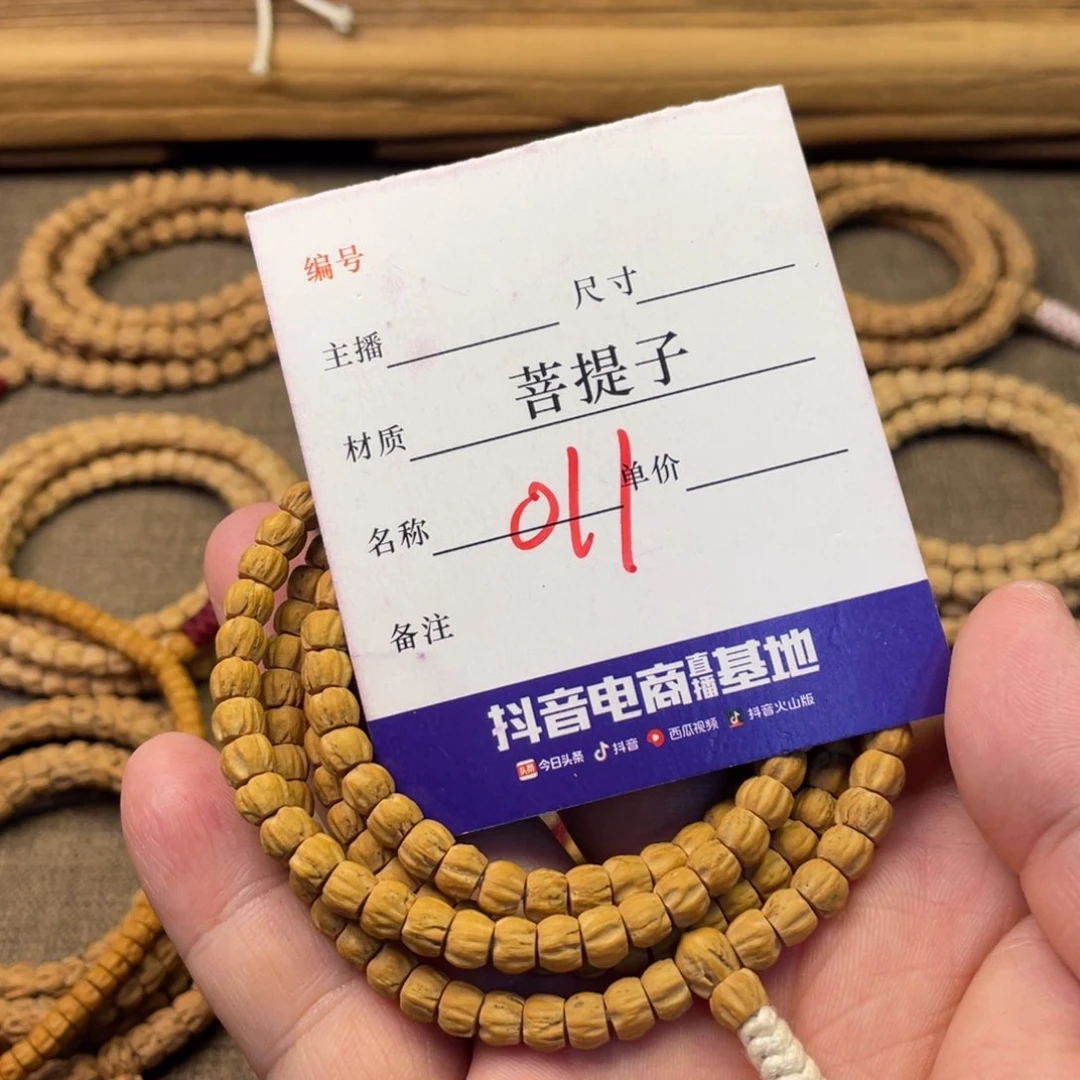 编号
主播 尺寸
材质 菩提子
名称 011 单价
备注
抖音电商直播基地
头条 今日头条 抖音 西瓜视频 抖音火山版